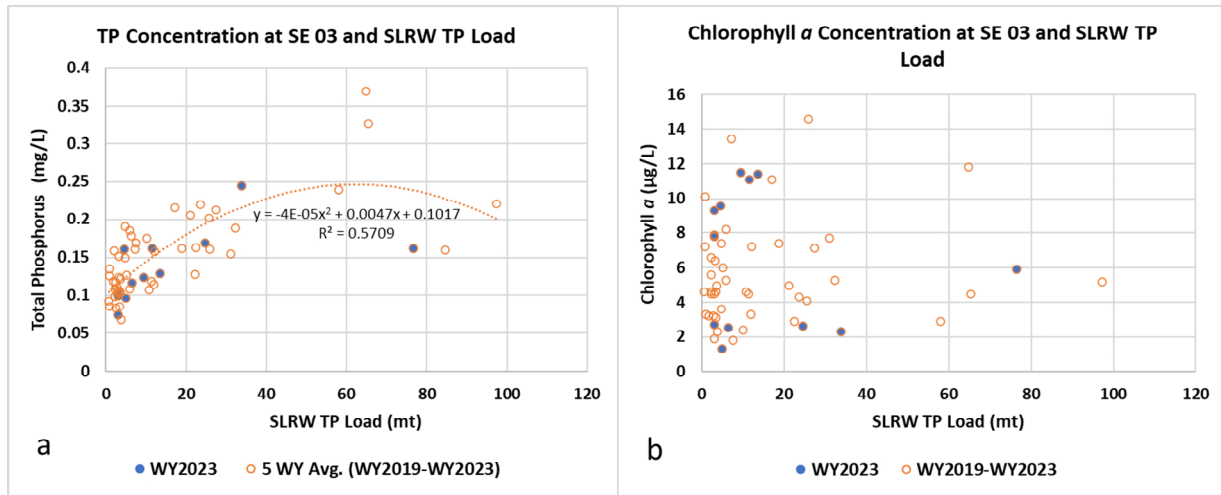 TP Concentration at SE 03 and SLRW TP Load
0.4
0.35
0.3
0.25
0.2
0.15
0.1
0.05
0
Total Phosphorus (mg/L)
y = -4E-05x² + 0.0047x + 0.1017
R² = 0.5709
0 20 40 60 80 100 120
SLRW TP Load (mt)
a
WY2023 5 WY Avg. (WY2019-WY2023)
Chlorophyll a Concentration at SE 03 and SLRW TP
Load
16
14
12
10
8
6
4
2
0
Chlorophyll a (µg/L)
0 20 40 60 80 100 120
SLRW TP Load (mt)
b
WY2023 WY2019-WY2023